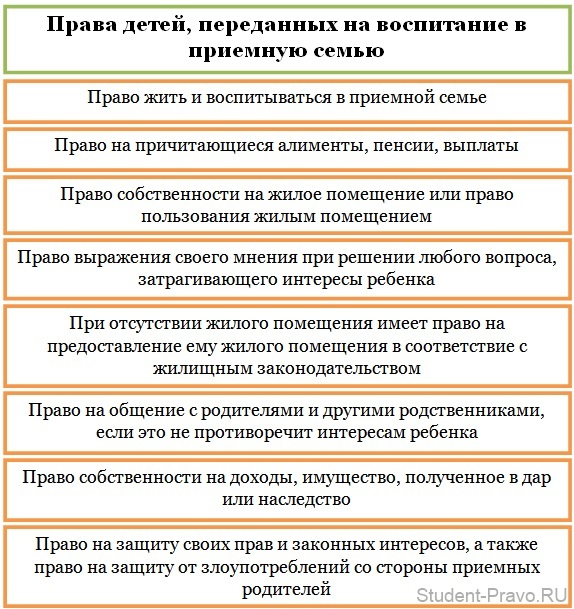 Права детей, переданных на воспитание в
приемную семью
Право жить и воспитываться в приемной семье
Право на причитающиеся алименты, пенсии, выплаты
Право собственности на жилое помещение или право
пользования жилым помещением
Право выражения своего мнения при решении любого вопроса,
затрагивающего интересы ребенка
При отсутствии жилого помещения имеет право на
предоставление ему жилого помещения в соответствие с
жилищным законодательством
Право на общение с родителями и другими родственниками,
если это не противоречит интересам ребенка
Право собственности на доходы, имущество, полученное в дар
или наследство
Право на защиту своих прав и законных интересов, а также
право на защиту от злоупотреблений со стороны приемных
родителей
Student-Pravo.RU